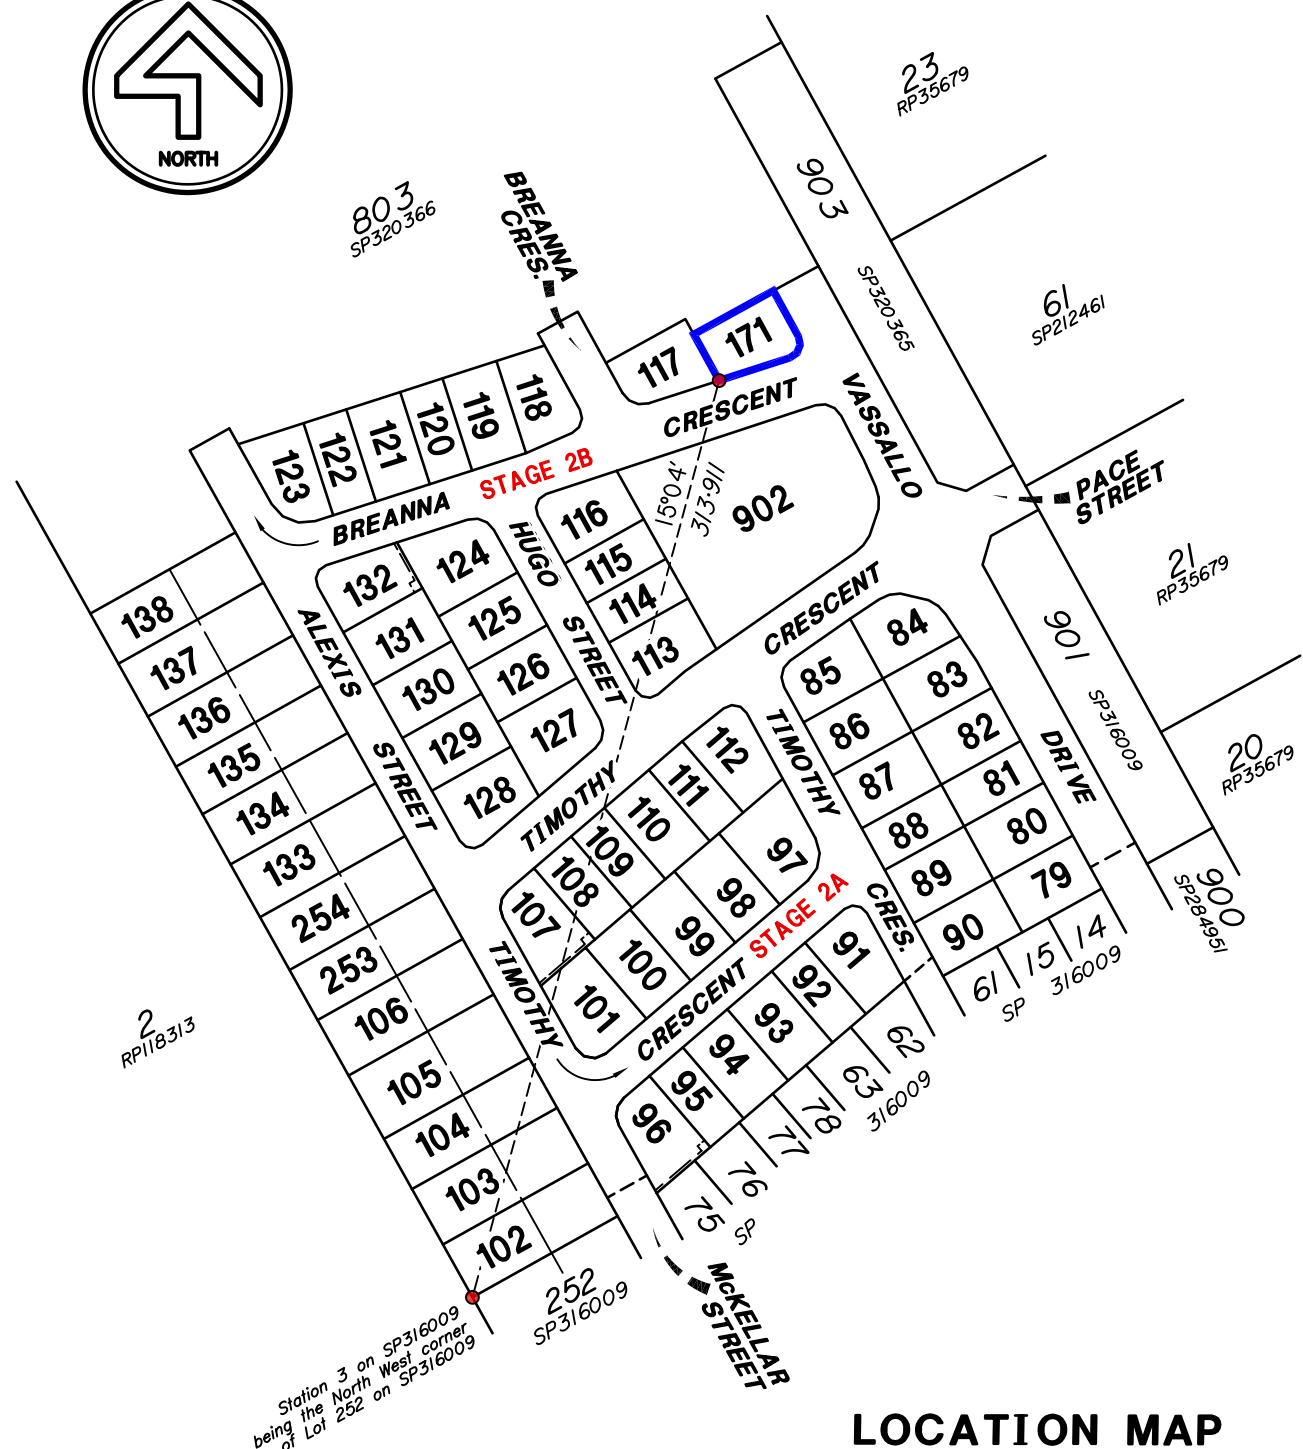 NORTH
23
RP35679
803
SP320366
BREANNA
CRES.
903
SP320365
61
SP212461
171
117
118
119
120
121
122
123
CRESCENT
VASSALLO
STAGE 2B
BREANNA
PACE
STREET
15°04'
313·911
902
116
115
114
113
HUGO
STREET
132
124
131
125
130
126
129
127
128
ALEXIS
STREET
138
137
136
135
134
133
254
253
106
105
104
103
102
21
RP35679
901
SP316009
20
RP35679
900
SP284951
CRESCENT
84
85
83
86
82
87
81
88
80
89
79
90
DRIVE
TIMOTHY
CRES.
TIMOTHY
112
111
110
109
108
107
97
98
99
100
101
STAGE 2A
CRESCENT
TIMOTHY
91
92
93
94
95
96
61
15
14
SP 316009
62
63
78
77
76
75
SP 316009
2
RP118313
252
SP316009
McKELLAR
STREET
Station 3 on SP316009
being the North West corner
of Lot 252 on SP316009
LOCATION MAP